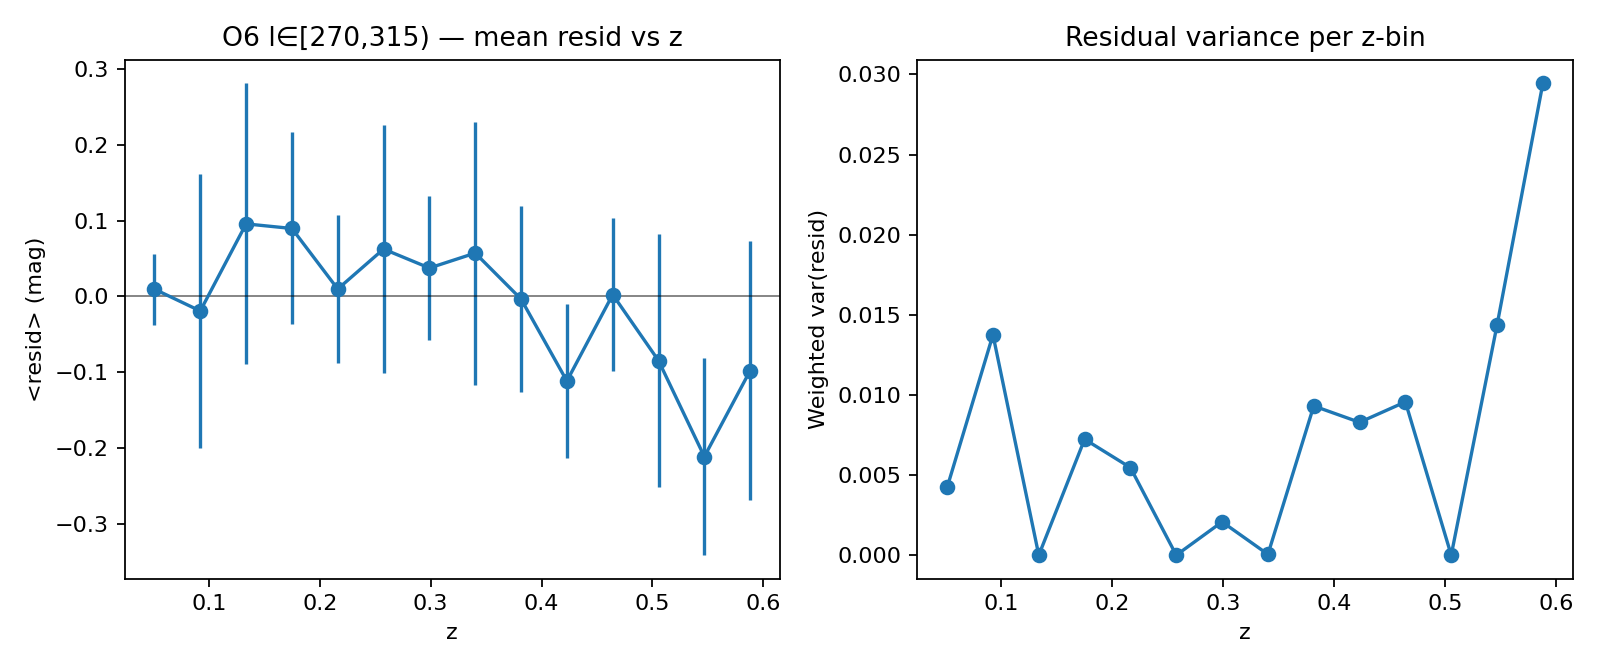 O6 l∈[270,315) — mean resid vs z
<resid> (mag)
0.3
0.2
0.1
0.0
−0.1
−0.2
−0.3
0.1 0.2 0.3 0.4 0.5 0.6
z
Residual variance per z-bin
Weighted var(resid)
0.030
0.025
0.020
0.015
0.010
0.005
0.000
0.1 0.2 0.3 0.4 0.5 0.6
z